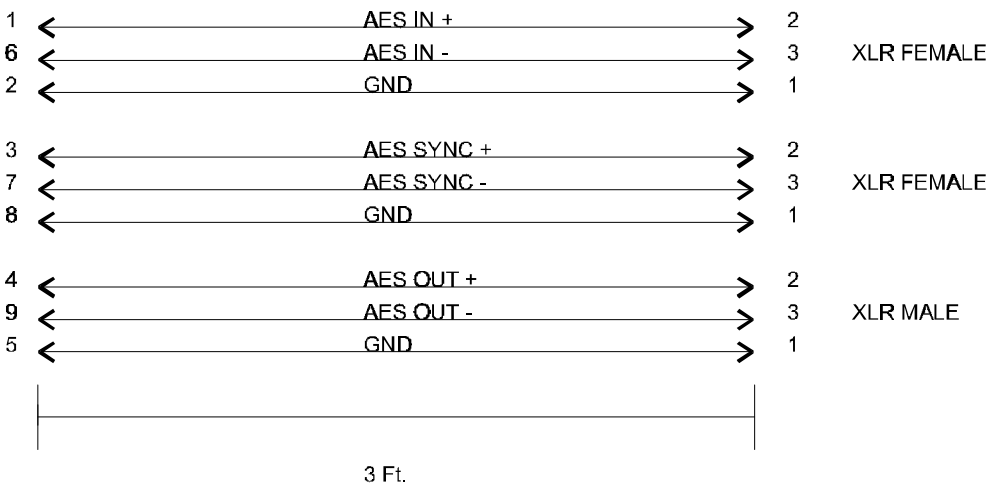 1 AES IN + 2
6 AES IN - 3 XLR FEMALE
2 GND 1
3 AES SYNC + 2
7 AES SYNC - 3 XLR FEMALE
8 GND 1
4 AES OUT + 2
9 AES OUT - 3 XLR MALE
5 GND 1
3 Ft.